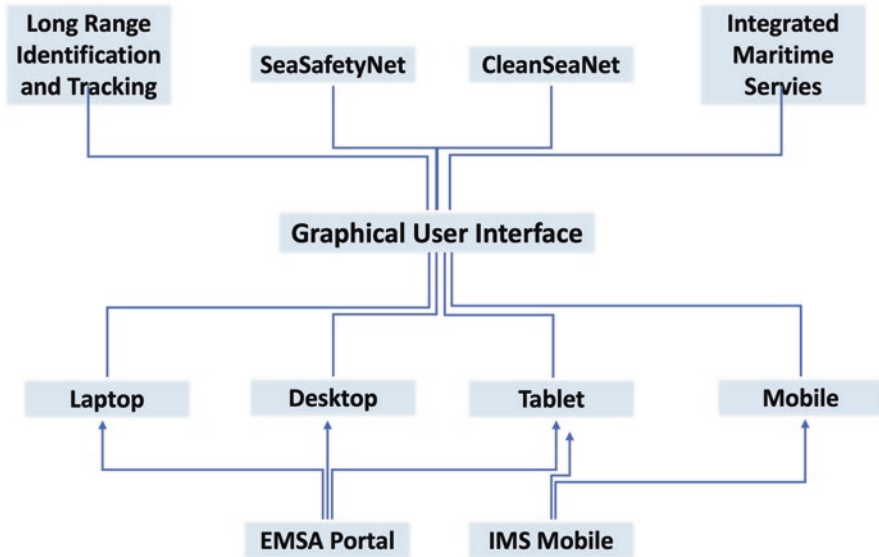 Long Range
Identification
and Tracking
SeaSafetyNet
CleanSeaNet
Integrated
Maritime
Servies
Graphical User Interface
Laptop
Desktop
Tablet
Mobile
EMSA Portal
IMS Mobile